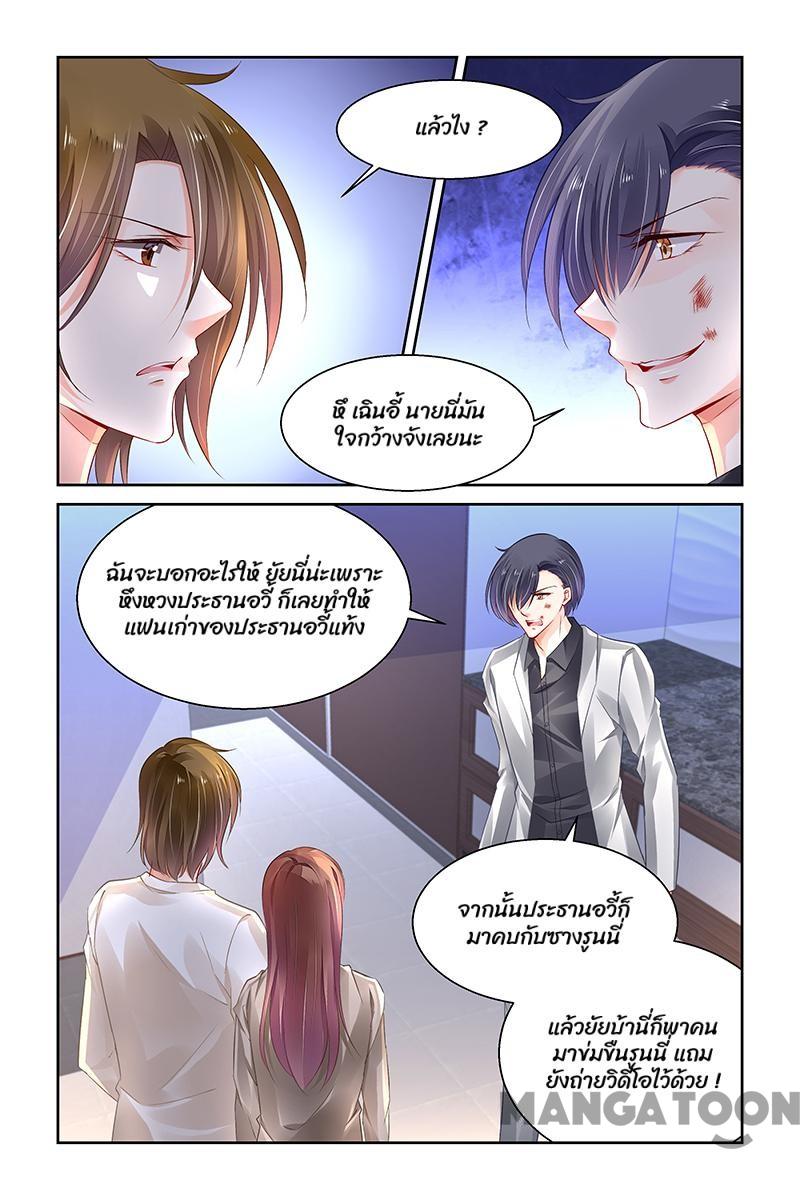 แล้วไง ?
หึ เฉินอี้ นายนี่มัน
ใจกว้างจังเลยนะ
ฉันจะบอกอะไรให้ ยัยนี่น่ะเพราะ
หึงหวงประธานอวี้ ก็เลยทำให้
แฟนเก่าของประธานอวี้แท้ง
จากนั้นประธานอวี้ก็
มาคบกับซางรูนนี่
แล้วยัยบ้านี่ก็พาคน
มาข่มขืนรูนนี่ แถม
ยังถ่ายวิดีโอไว้ด้วย !
MANGATOON